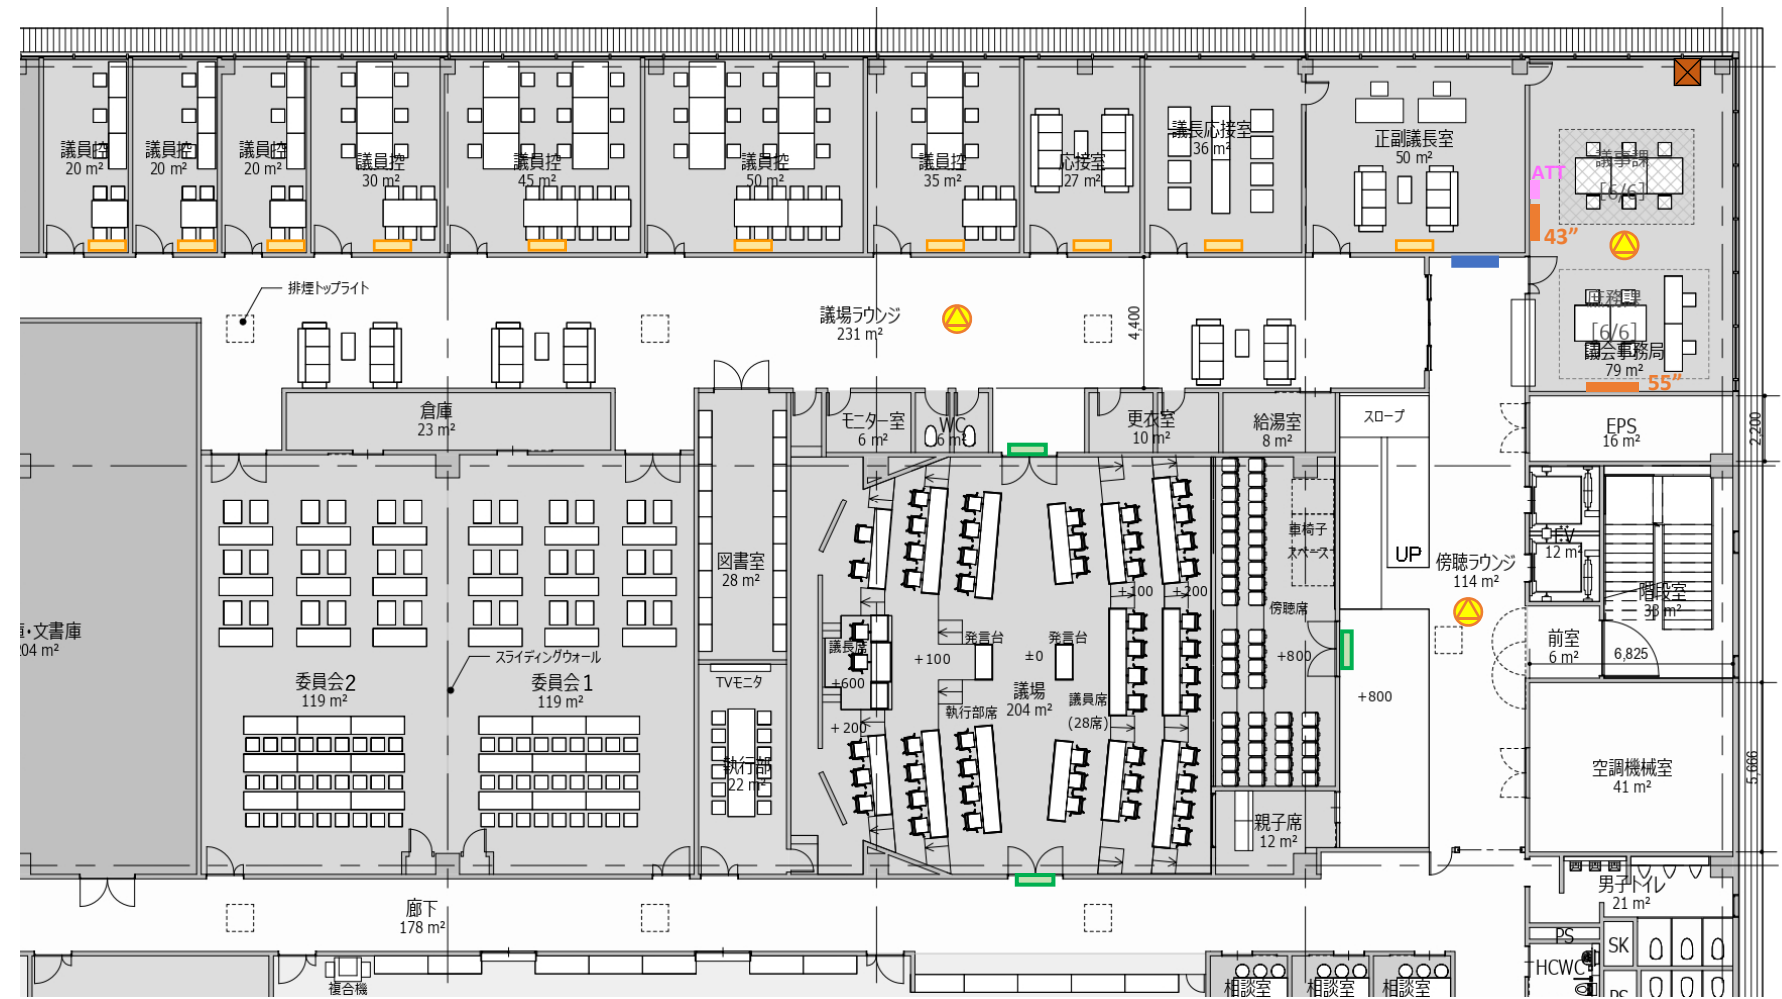 議員控
20 m²
議員控
20 m²
議員控
20 m²
議員控
30 m²
議員控
45 m²
議員控
50 m²
議員控
35 m²
応接室
27 m²
議長応接室
36 m²
正副議長室
50 m²
ATT
43”
議事課
[6/6]
庶務課
[6/6]
議会事務局
79 m²
55”
排煙トップライト
議場ラウンジ
231 m²
4,400
倉庫
23 m²
モニター室
6 m²
WC
6 m²
更衣室
10 m²
給湯室
8 m²
スロープ
EPS
16 m²
2,200
図書室
28 m²
車椅子
スペース
UP
傍聴ラウンジ
114 m²
12 m²
階段室
33 m²
+100
+200
傍聴席
発言台
発言台
議長席
+100
±0
+800
前室
6 m²
6,825
・文書庫
04 m²
スライディングウォール
委員会2
119 m²
委員会1
119 m²
TVモニタ
+600
議場
204 m²
議員席
(28席)
執行部席
+200
+800
執行部
22 m²
空調機械室
41 m²
5,666
親子席
12 m²
男子トイレ
21 m²
廊下
178 m²
PS
SK
HCWC
PS
複合機
相談室
相談室
相談室